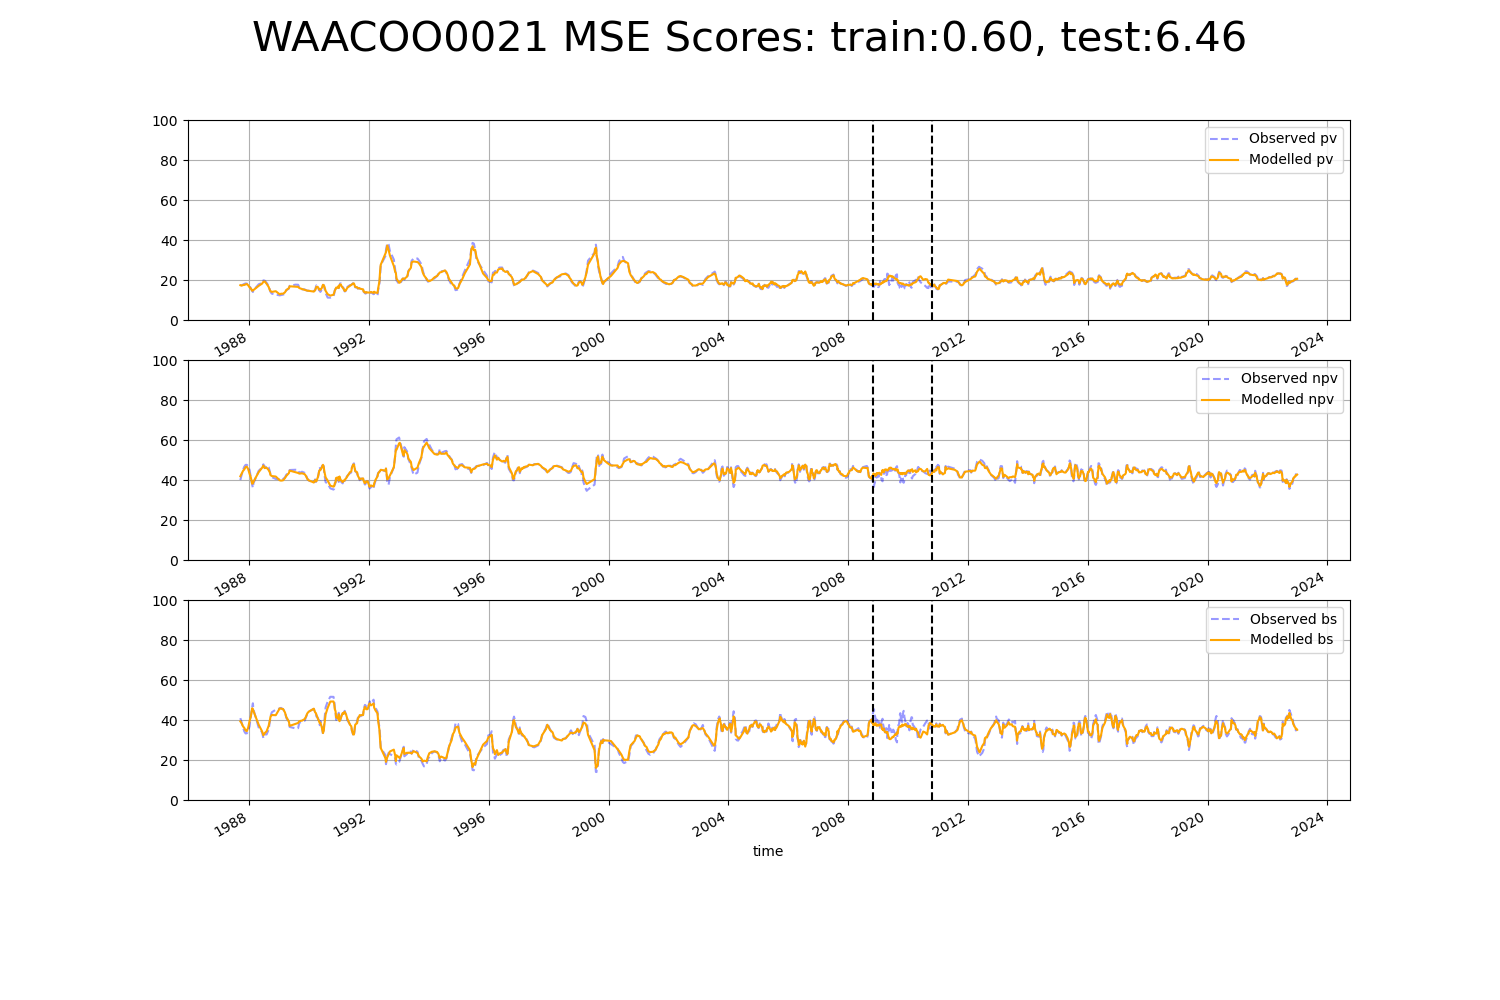 WAACOO0021 MSE Scores: train:0.60, test:6.46
100
80
60
40
20
0
Observed pv
Modelled pv
1988 1992 1996 2000 2004 2008 2012 2016 2020 2024
100
80
60
40
20
0
Observed npv
Modelled npv
1988 1992 1996 2000 2004 2008 2012 2016 2020 2024
100
80
60
40
20
0
Observed bs
Modelled bs
1988 1992 1996 2000 2004 2008 2012 2016 2020 2024
time